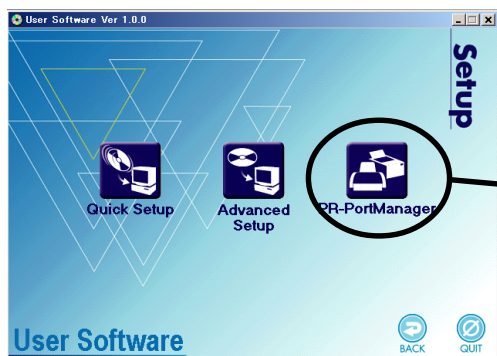 User Software Ver 1.0.0
Setup
Quick Setup
Advanced
Setup
PR-PortManager
User Software
BACK
QUIT